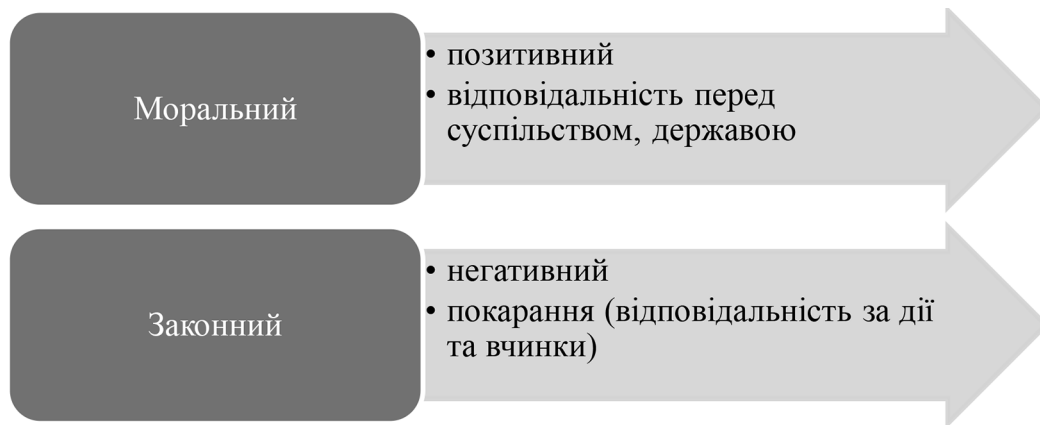 Моральний
• позитивний
• відповідальність перед
суспільством, державою
Законний
• негативний
• покарання (відповідальність за дії
та вчинки)